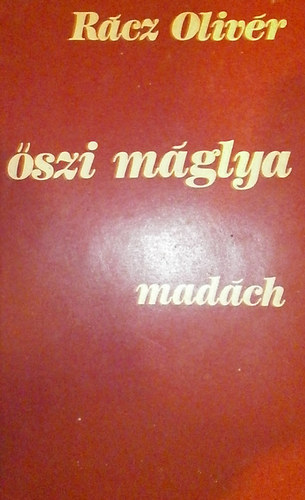 Rácz Olivér
őszi máglya
madách